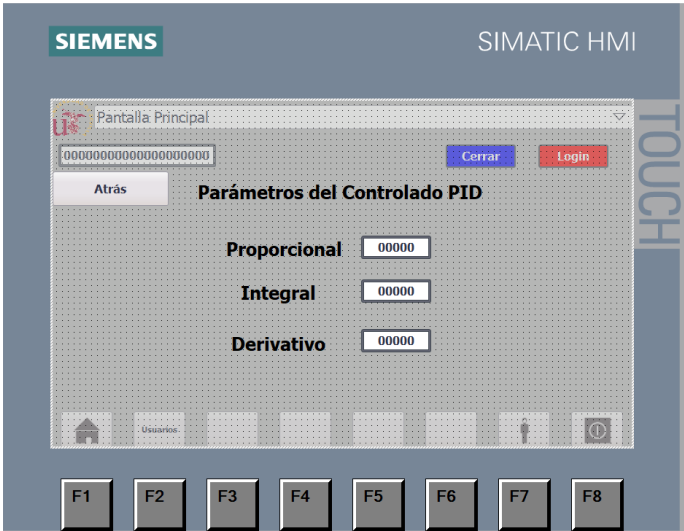 SIEMENS
SIMATIC HMI
TOUCH
Pantalla Principal
00000000000000000000
Cerrar
Login
Atrás
Parámetros del Controlado PID
Proporcional
00000
Integral
00000
Derivativo
00000
Usuarios
F1
F2
F3
F4
F5
F6
F7
F8